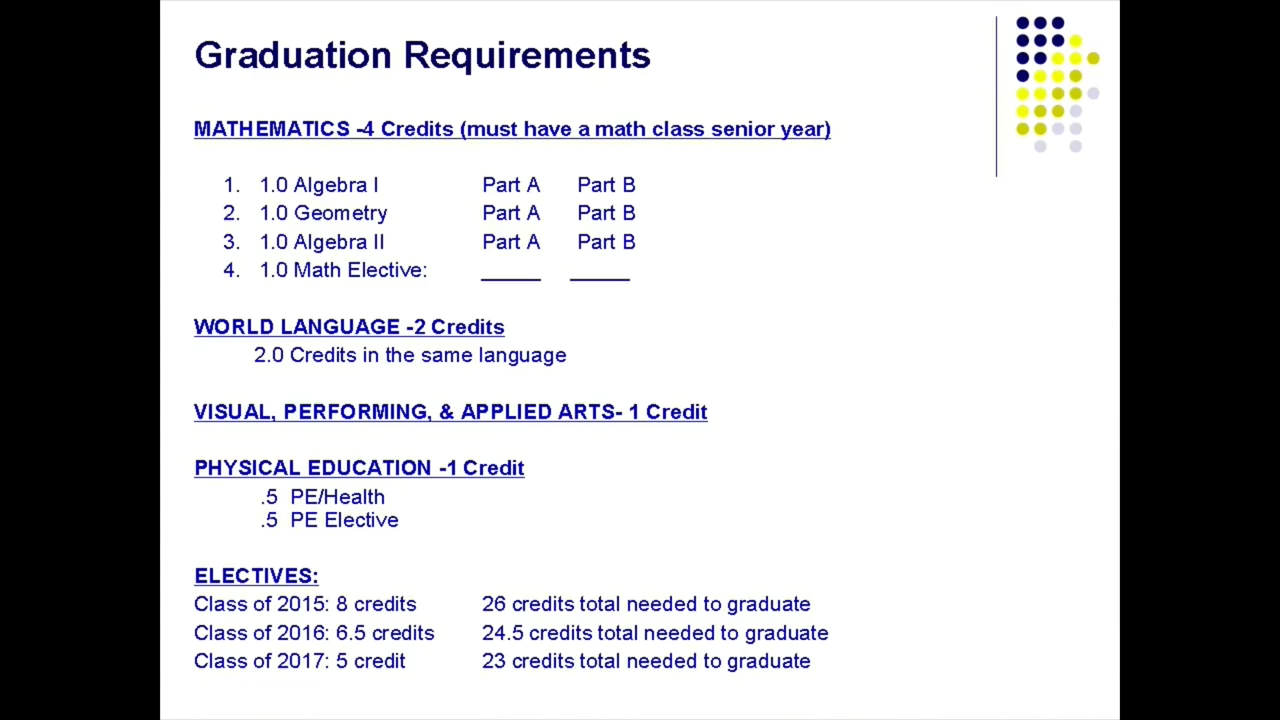 Graduation Requirements
MATHEMATICS -4 Credits (must have a math class senior year)
1. 1.0 Algebra I Part A Part B
2. 1.0 Geometry Part A Part B
3. 1.0 Algebra II Part A Part B
4. 1.0 Math Elective: _____ _____
WORLD LANGUAGE -2 Credits
2.0 Credits in the same language
VISUAL, PERFORMING, & APPLIED ARTS- 1 Credit
PHYSICAL EDUCATION -1 Credit
.5 PE/Health
.5 PE Elective
ELECTIVES:
Class of 2015: 8 credits 26 credits total needed to graduate
Class of 2016: 6.5 credits 24.5 credits total needed to graduate
Class of 2017: 5 credit 23 credits total needed to graduate